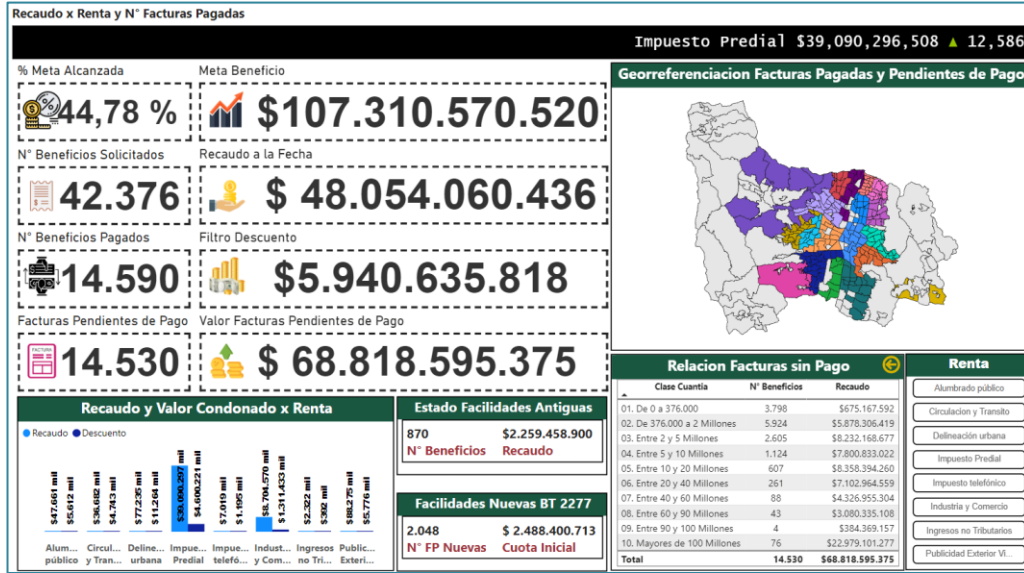 Recaudo x Renta y N° Facturas Pagadas
Impuesto Predial $39,090,296,508 ▲ 12,586
% Meta Alcanzada
44,78 %
Meta Beneficio
$107.310.570.520
N° Beneficios Solicitados
42.376
Recaudo a la Fecha
$ 48.054.060.436
N° Beneficios Pagados
14.590
Filtro Descuento
$5.940.635.818
Facturas Pendientes de Pago
FACTURA
14.530
Valor Facturas Pendientes de Pago
$ 68.818.595.375
Georreferenciacion Facturas Pagadas y Pendientes de Pago
Recaudo y Valor Condonado x Renta
Recaudo Descuento
$47.661 mil
$5.612 mil
$36.682 mil
$4.743 mil
$77.235 mil
$11.264 mil
$39.090.297 mil
$4.600.221 mil
$7.019 mil
$1.195 mil
$8.704.570 mil
$1.311.433 mil
$2.322 mil
$392 mil
$88.275 mil
$5.776 mil
Alum... público
Circul... y Tran...
Deline... urbana
Impue... Predial
Impue... telefó...
Indust... y Com...
Ingresos no Tri...
Public... Exteri...
Estado Facilidades Antiguas
870 $2.259.458.900
N° Beneficios Recaudo
Facilidades Nuevas BT 2277
2.048 $ 2.488.400.713
N° FP Nuevas Cuota Inicial
Relacion Facturas sin Pago
Clase Cuantia N° Beneficios Recaudo
01. De 0 a 376.000 3.798 $675.167.592
02. De 376.000 a 2 Millones 5.924 $5.878.306.419
03. Entre 2 y 5 Millones 2.605 $8.232.168.677
04. Entre 5 y 10 Millones 1.124 $7.800.833.022
05. Entre 10 y 20 Millones 607 $8.358.394.260
06. Entre 20 y 40 Millones 261 $7.102.964.559
07. Entre 40 y 60 Millones 88 $4.326.955.304
08. Entre 60 y 90 Millones 43 $3.080.335.108
09. Entre 90 y 100 Millones 4 $384.369.157
10. Mayores de 100 Millones 76 $22.979.101.277
Total 14.530 $68.818.595.375
Renta
Alumbrado público
Circulacion y Transito
Delineación urbana
Impuesto Predial
Impuesto telefónico
Industria y Comercio
Ingresos no Tributarios
Publicidad Exterior Vi...